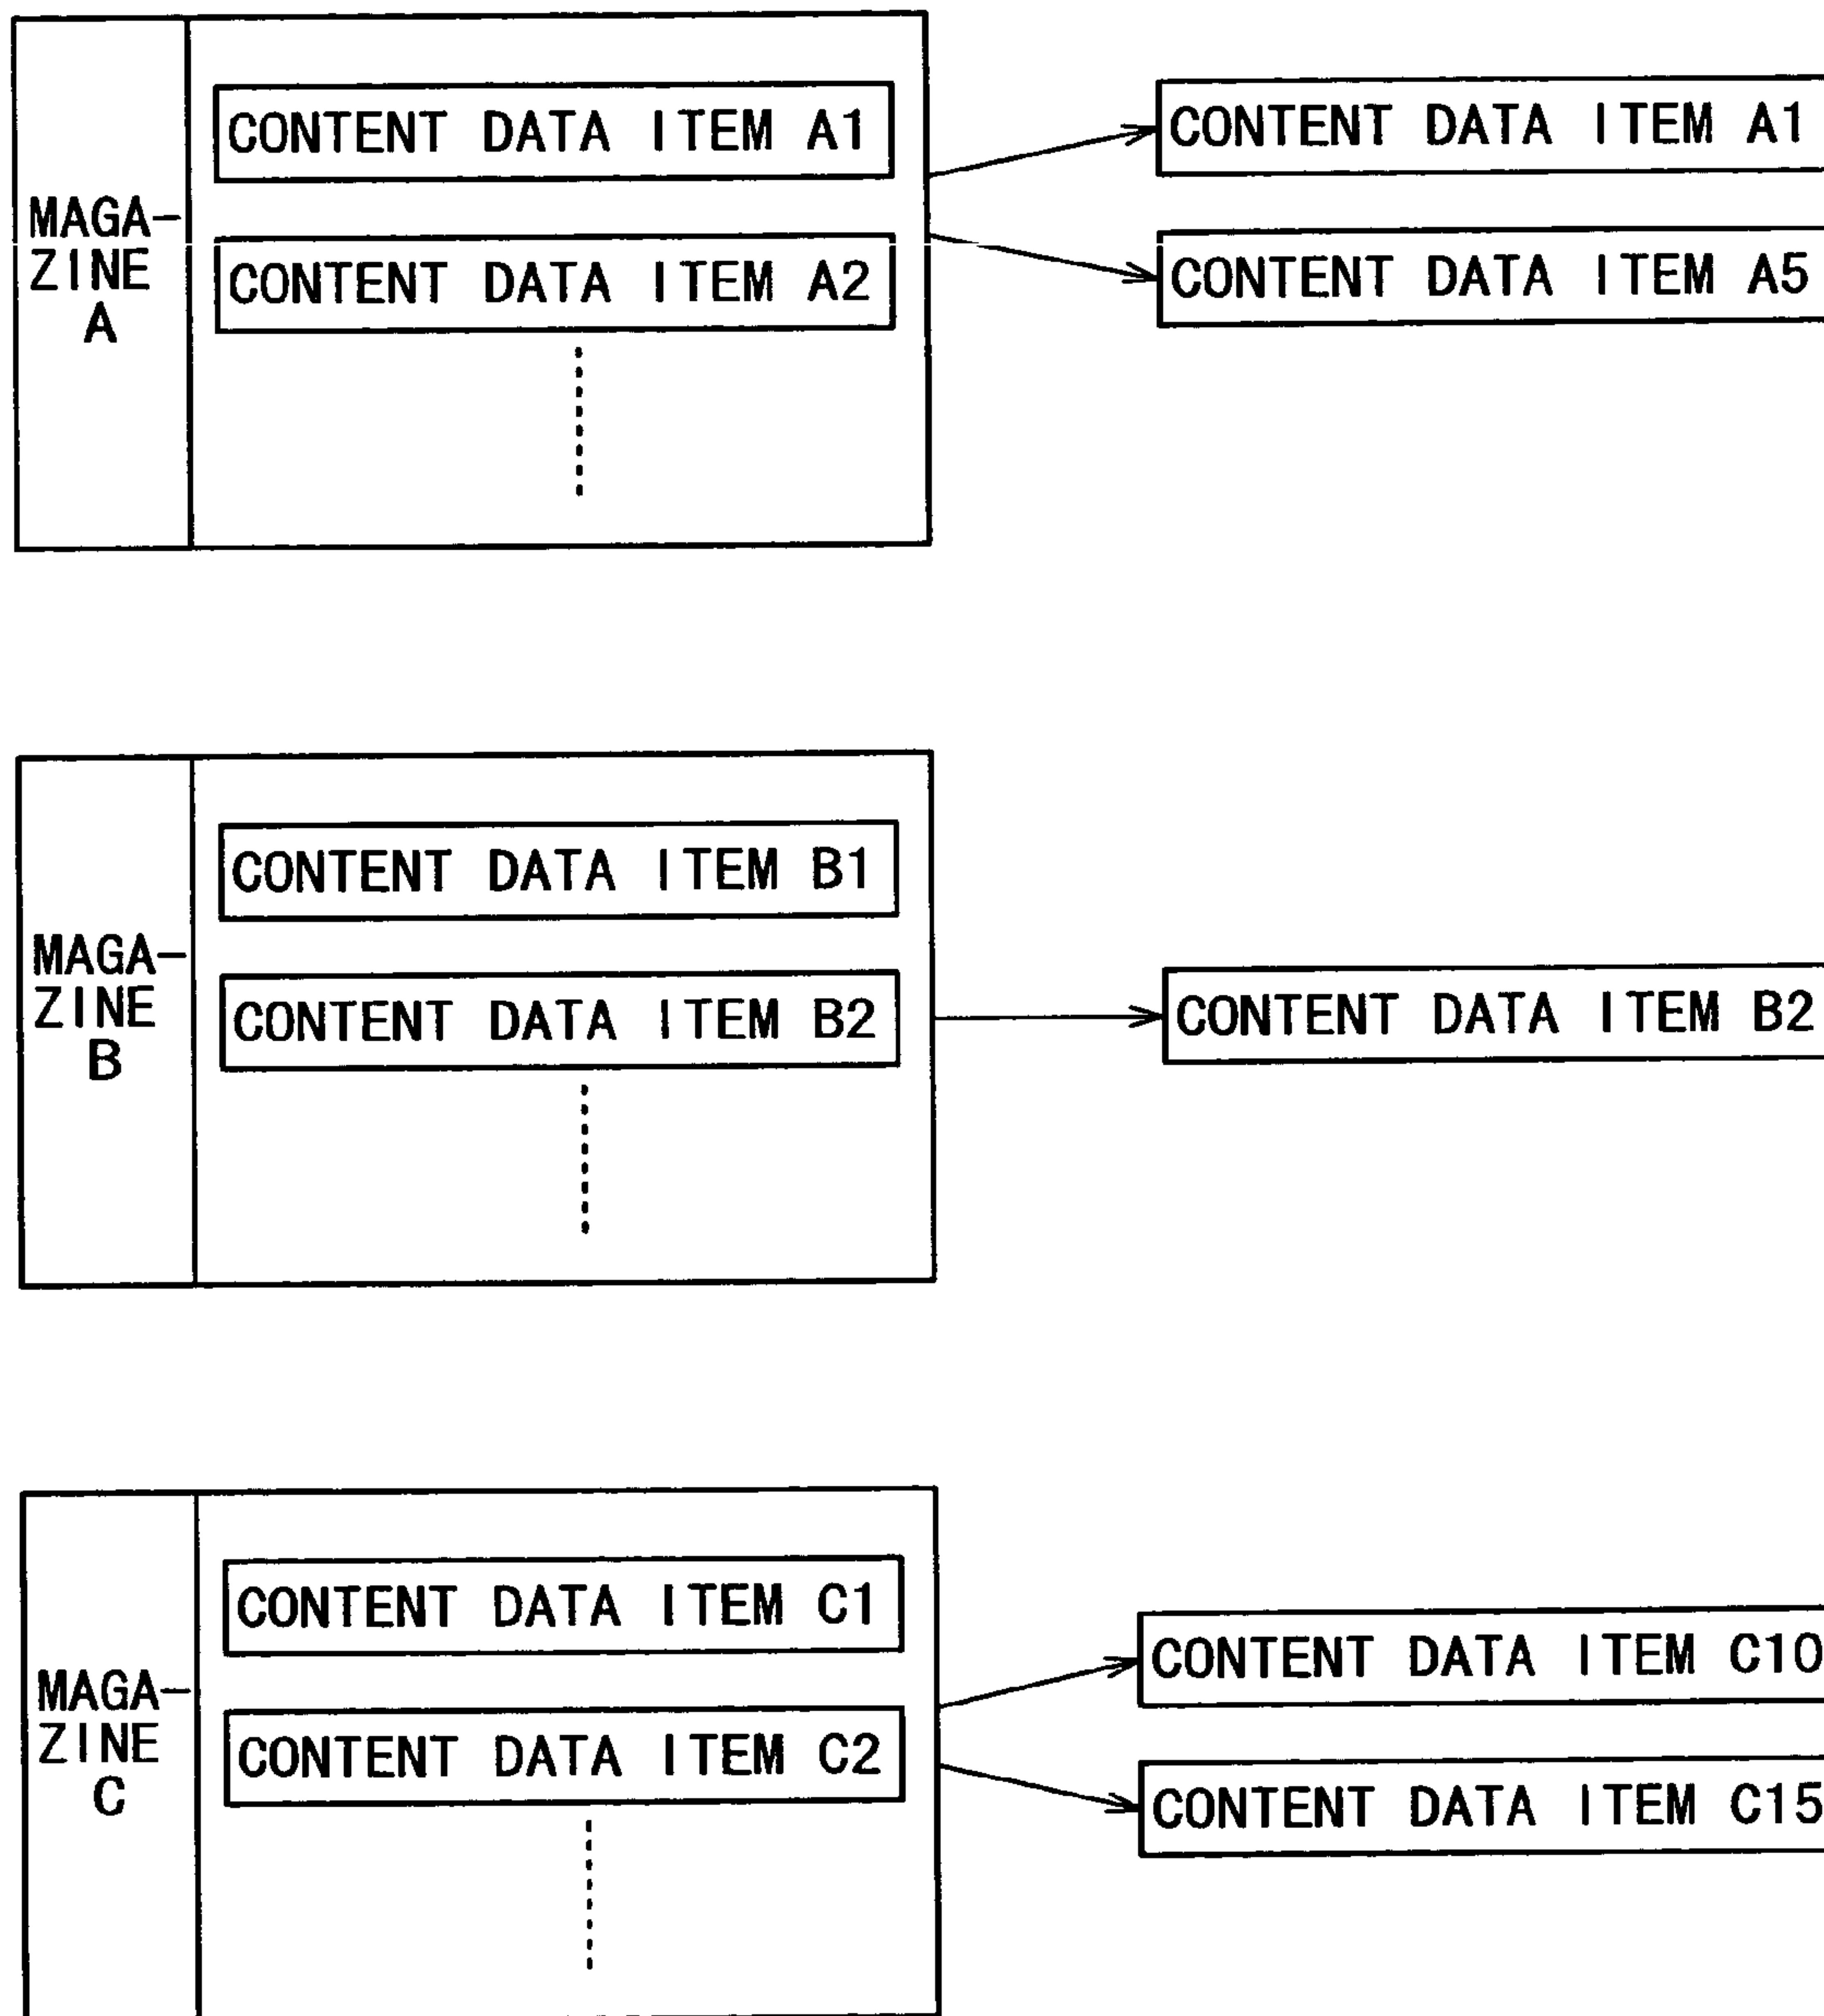 CONTENT DATA ITEM A1
CONTENT DATA ITEM A1
MAGA-
ZINE
A
CONTENT DATA ITEM A2
CONTENT DATA ITEM A5
CONTENT DATA ITEM B1
MAGA-
ZINE
B
CONTENT DATA ITEM B2
CONTENT DATA ITEM B2
CONTENT DATA ITEM C1
CONTENT DATA ITEM C10
MAGA-
ZINE
C
CONTENT DATA ITEM C2
CONTENT DATA ITEM C15